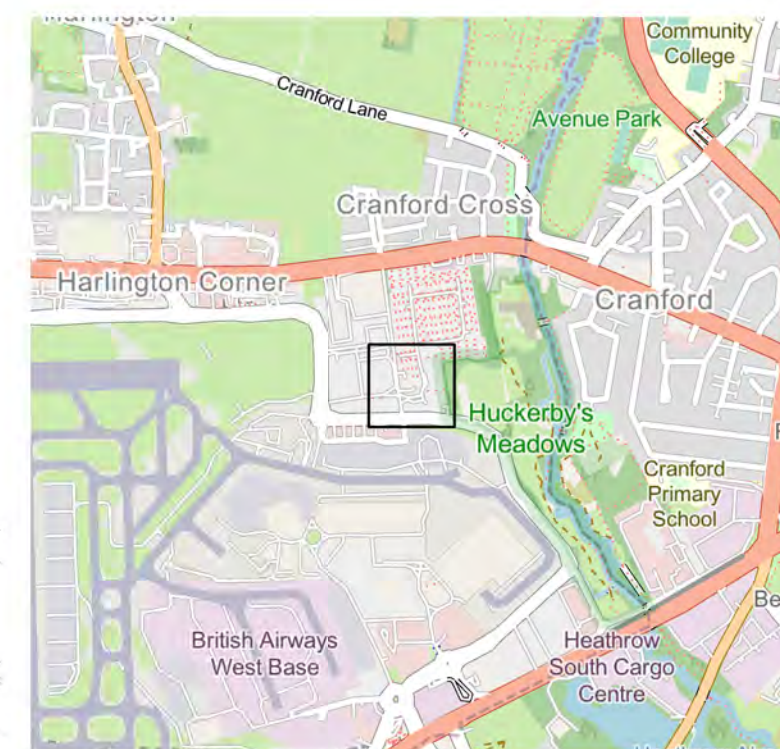 Community
College
Cranford Lane
Avenue Park
Cranford Cross
Harlington Corner
Cranford
Huckerby's
Meadows
Cranford
Primary
School
Be
British Airways
West Base
Heathrow
South Cargo
Centre